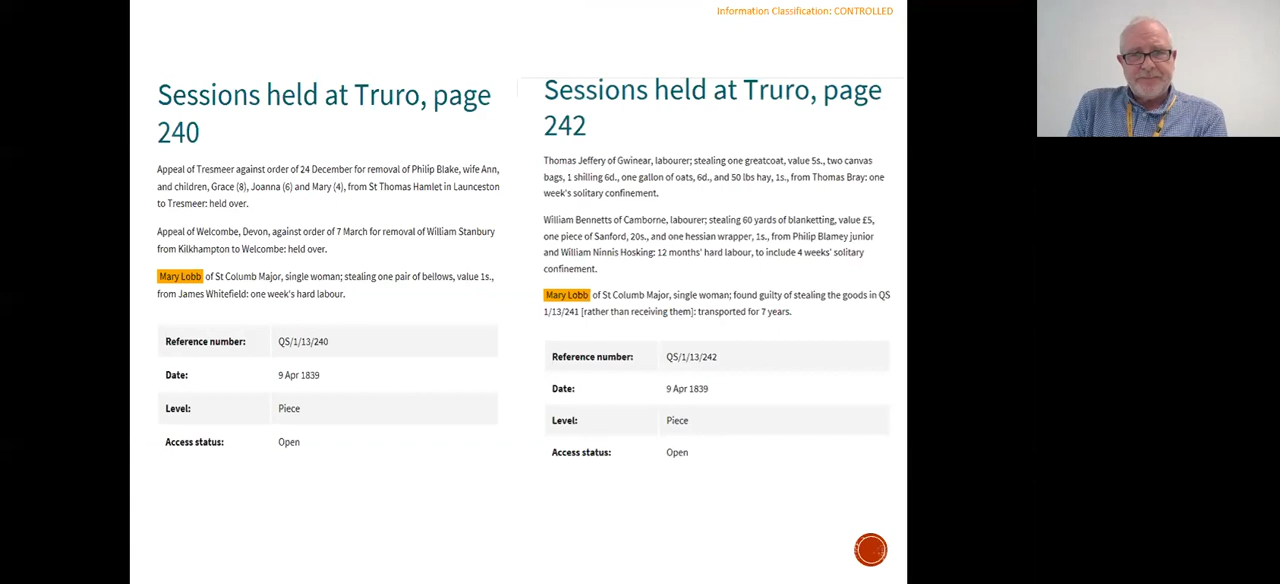 Information Classification: CONTROLLED
Sessions held at Truro, page
240
Appeal of Tresmeer against order of 24 December for removal of Philip Blake, wife Ann,
and children, Grace (8), Joanna (6) and Mary (4), from St Thomas Hamlet in Launceston
to Tresmeer: held over.
Appeal of Welcombe, Devon, against order of 7 March for removal of William Stanbury
from Kilkhampton to Welcombe: held over.
Mary Lobb of St Columb Major, single woman; stealing one pair of bellows, value 1s.,
from James Whitefield: one week's hard labour.
Reference number: QS/1/13/240
Date: 9 Apr 1839
Level: Piece
Access status: Open
Sessions held at Truro, page
242
Thomas Jeffery of Gwinear, labourer; stealing one greatcoat, value 5s., two canvas
bags, 1 shilling 6d., one gallon of oats, 6d., and 50 lbs hay, 1s., from Thomas Bray: one
week's solitary confinement.
William Bennetts of Camborne, labourer; stealing 60 yards of blanketting, value £5,
one piece of Sanford, 20s., and one hessian wrapper, 1s., from Philip Blamey junior
and William Ninnis Hosking: 12 months' hard labour, to include 4 weeks' solitary
confinement.
Mary Lobb of St Columb Major, single woman; found guilty of stealing the goods in QS
1/13/241 [rather than receiving them]: transported for 7 years.
Reference number: QS/1/13/242
Date: 9 Apr 1839
Level: Piece
Access status: Open